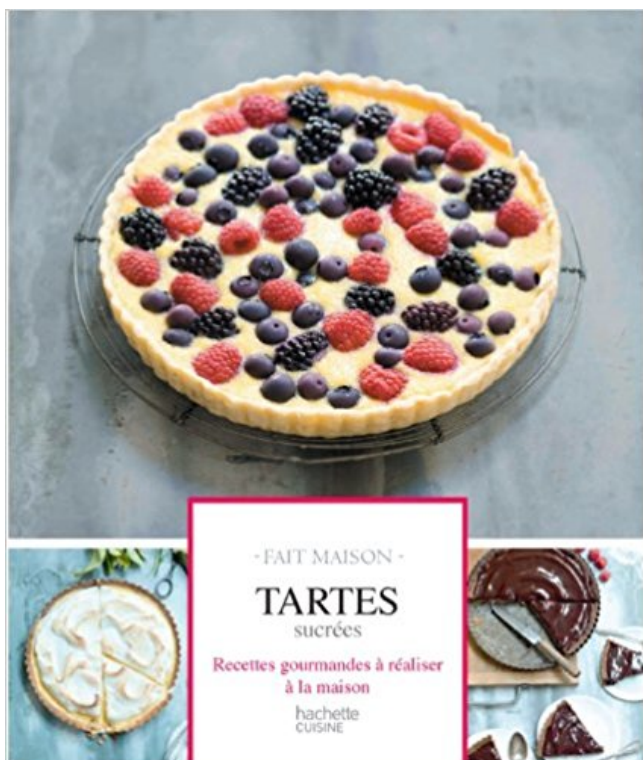 - FAIT MAISON -
TARTES
sucrées
Recettes gourmandes à réaliser
à la maison
hachette
CUISINE